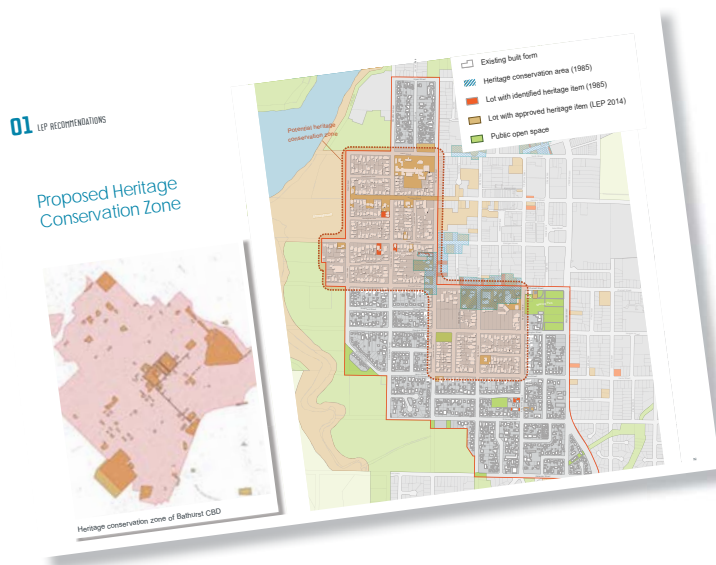 01 LEP RECOMMENDATIONS
Proposed Heritage
Conservation Zone
Heritage conservation zone of Bathurst CBD
Potential heritage
conservation zone
Existing built form
Heritage conservation area (1985)
Lot with identified heritage item (1985)
Lot with approved heritage item (LEP 2014)
Public open space